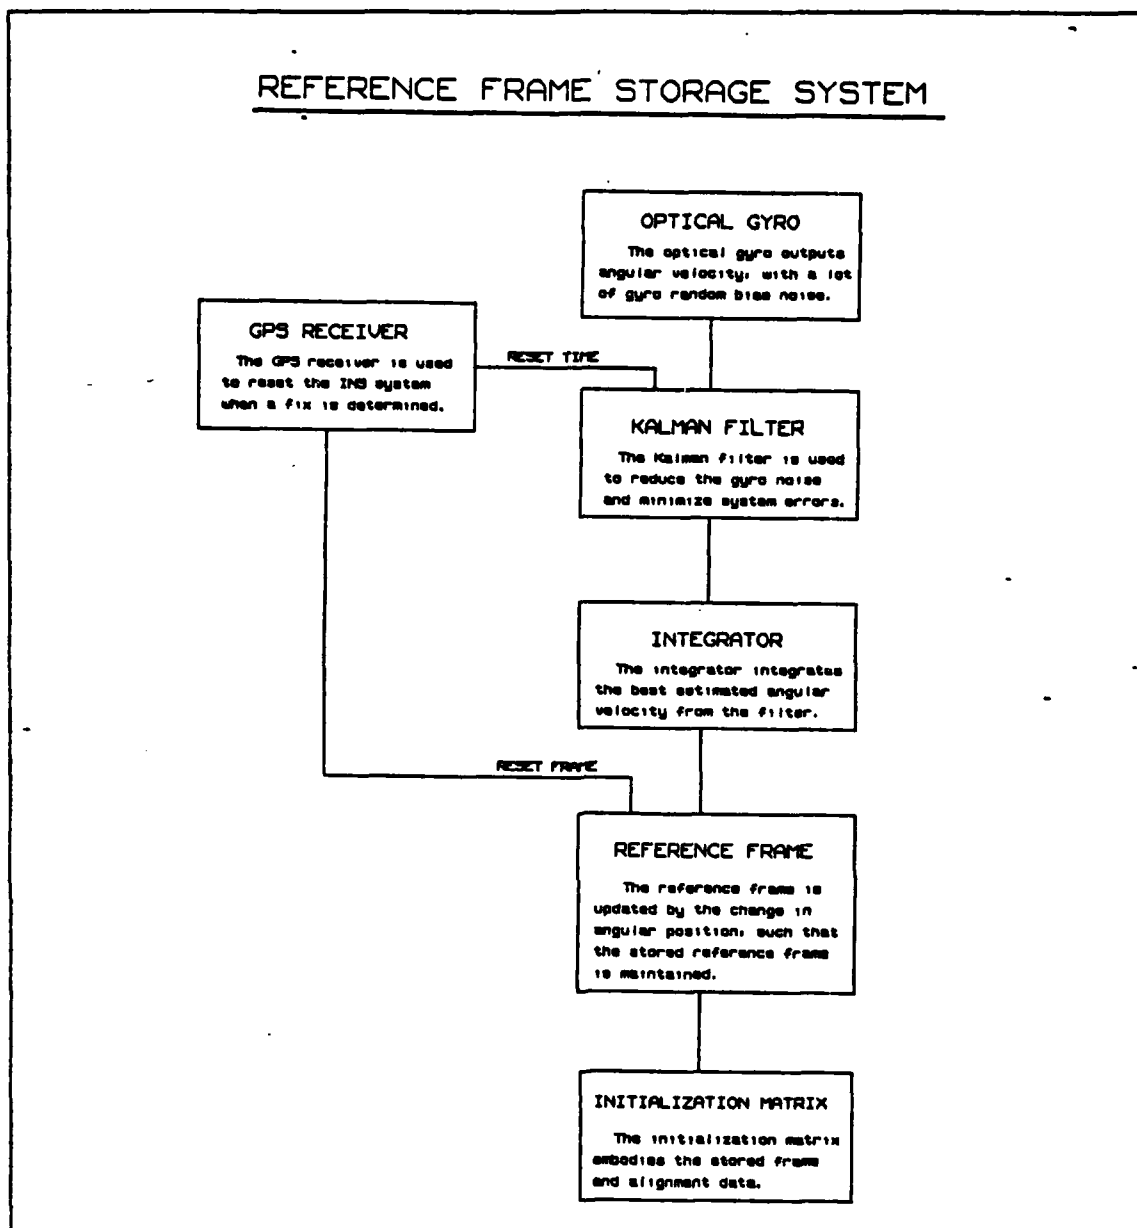 REFERENCE FRAME STORAGE SYSTEM
OPTICAL GYRO
The optical gyro outputs
angular velocity, with a lot
of gyro random bias noise.
GPS RECEIVER
The GPS receiver is used
to reset the INS system
when a fix is determined.
RESET TIME
KALMAN FILTER
The Kalman filter is used
to reduce the gyro noise
and minimize system errors.
INTEGRATOR
The integrator integrates
the best estimated angular
velocity from the filter.
RESET FRAME
REFERENCE FRAME
The reference frame is
updated by the change in
angular position, such that
the stored reference frame
is maintained.
INITIALIZATION MATRIX
The initialization matrix
embodies the stored frame
and alignment data.